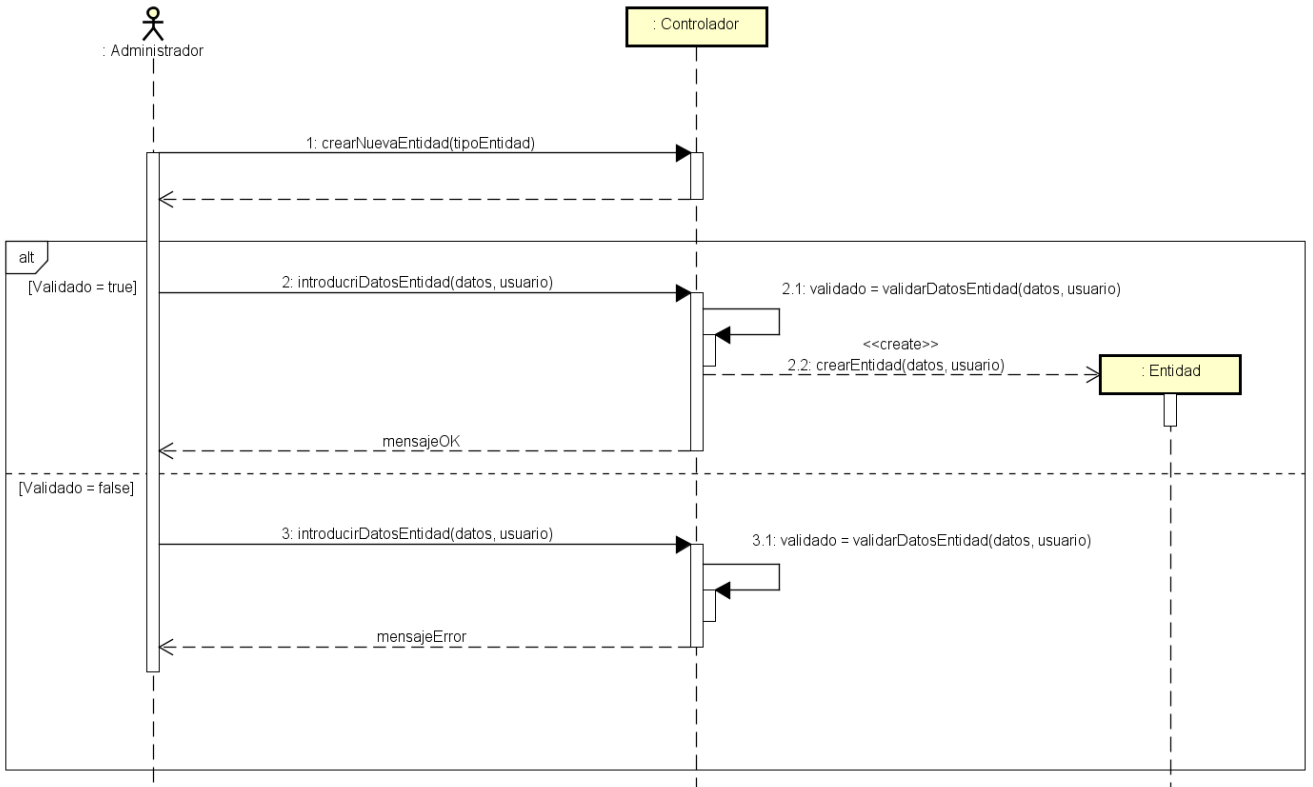 : Administrador
: Controlador
1: crearNuevaEntidad(tipoEntidad)
alt
[Validado = true]
2: introducriDatosEntidad(datos, usuario)
2.1: validado = validarDatosEntidad(datos, usuario)
<<create>>
2.2: crearEntidad(datos, usuario)
: Entidad
mensajeOK
[Validado = false]
3: introducirDatosEntidad(datos, usuario)
3.1: validado = validarDatosEntidad(datos, usuario)
mensajeError